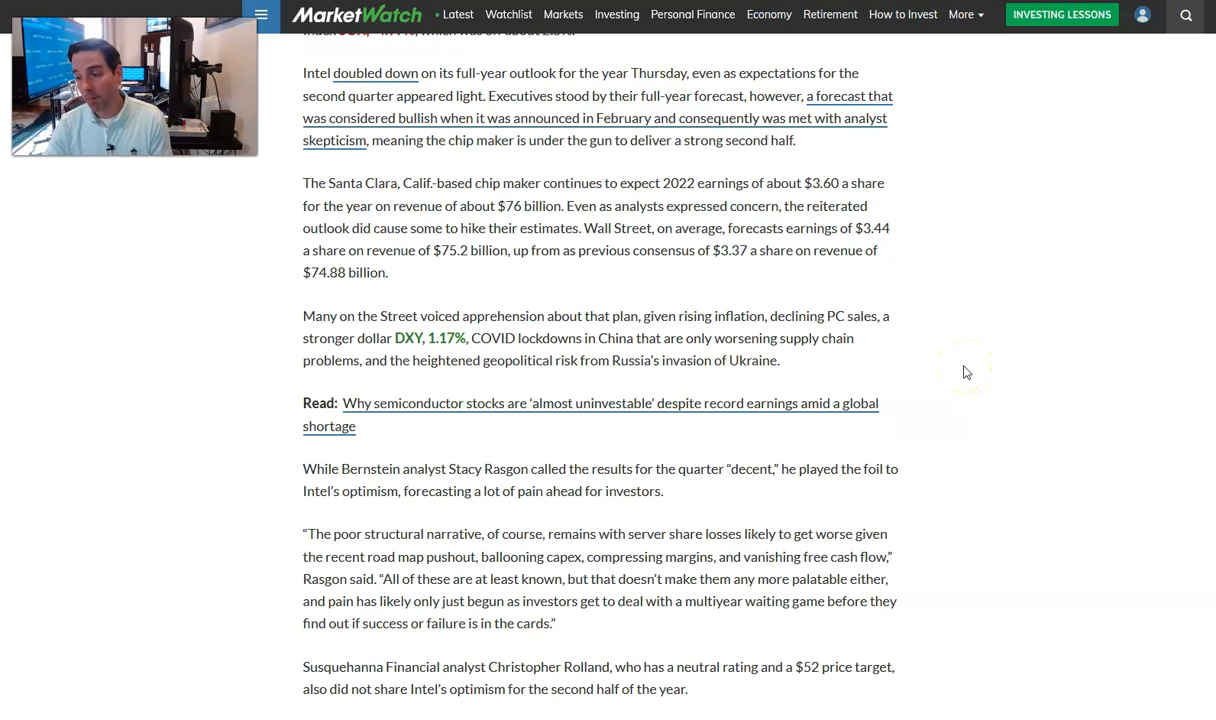 MarketWatch
Latest Watchlist Markets Investing Personal Finance Economy Retirement How to Invest More INVESTING LESSONS
which was off about 2.8%.
Intel doubled down on its full-year outlook for the year Thursday, even as expectations for the
second quarter appeared light. Executives stood by their full-year forecast, however, a forecast that
was considered bullish when it was announced in February and consequently was met with analyst
skepticism, meaning the chip maker is under the gun to deliver a strong second half.
The Santa Clara, Calif.-based chip maker continues to expect 2022 earnings of about $3.60 a share
for the year on revenue of about $76 billion. Even as analysts expressed concern, the reiterated
outlook did cause some to hike their estimates. Wall Street, on average, forecasts earnings of $3.44
a share on revenue of $75.2 billion, up from as previous consensus of $3.37 a share on revenue of
$74.88 billion.
Many on the Street voiced apprehension about that plan, given rising inflation, declining PC sales, a
stronger dollar DXY, 1.17%, COVID lockdowns in China that are only worsening supply chain
problems, and the heightened geopolitical risk from Russia’s invasion of Ukraine.
Read: Why semiconductor stocks are ‘almost uninvestable’ despite record earnings amid a global
shortage
While Bernstein analyst Stacy Rasgon called the results for the quarter “decent,” he played the foil to
Intel’s optimism, forecasting a lot of pain ahead for investors.
“The poor structural narrative, of course, remains with server share losses likely to get worse given
the recent road map pushout, ballooning capex, compressing margins, and vanishing free cash flow,”
Rasgon said. “All of these are at least known, but that doesn’t make them any more palatable either,
and pain has likely only just begun as investors get to deal with a multiyear waiting game before they
find out if success or failure is in the cards.”
Susquehanna Financial analyst Christopher Rolland, who has a neutral rating and a $52 price target,
also did not share Intel’s optimism for the second half of the year.